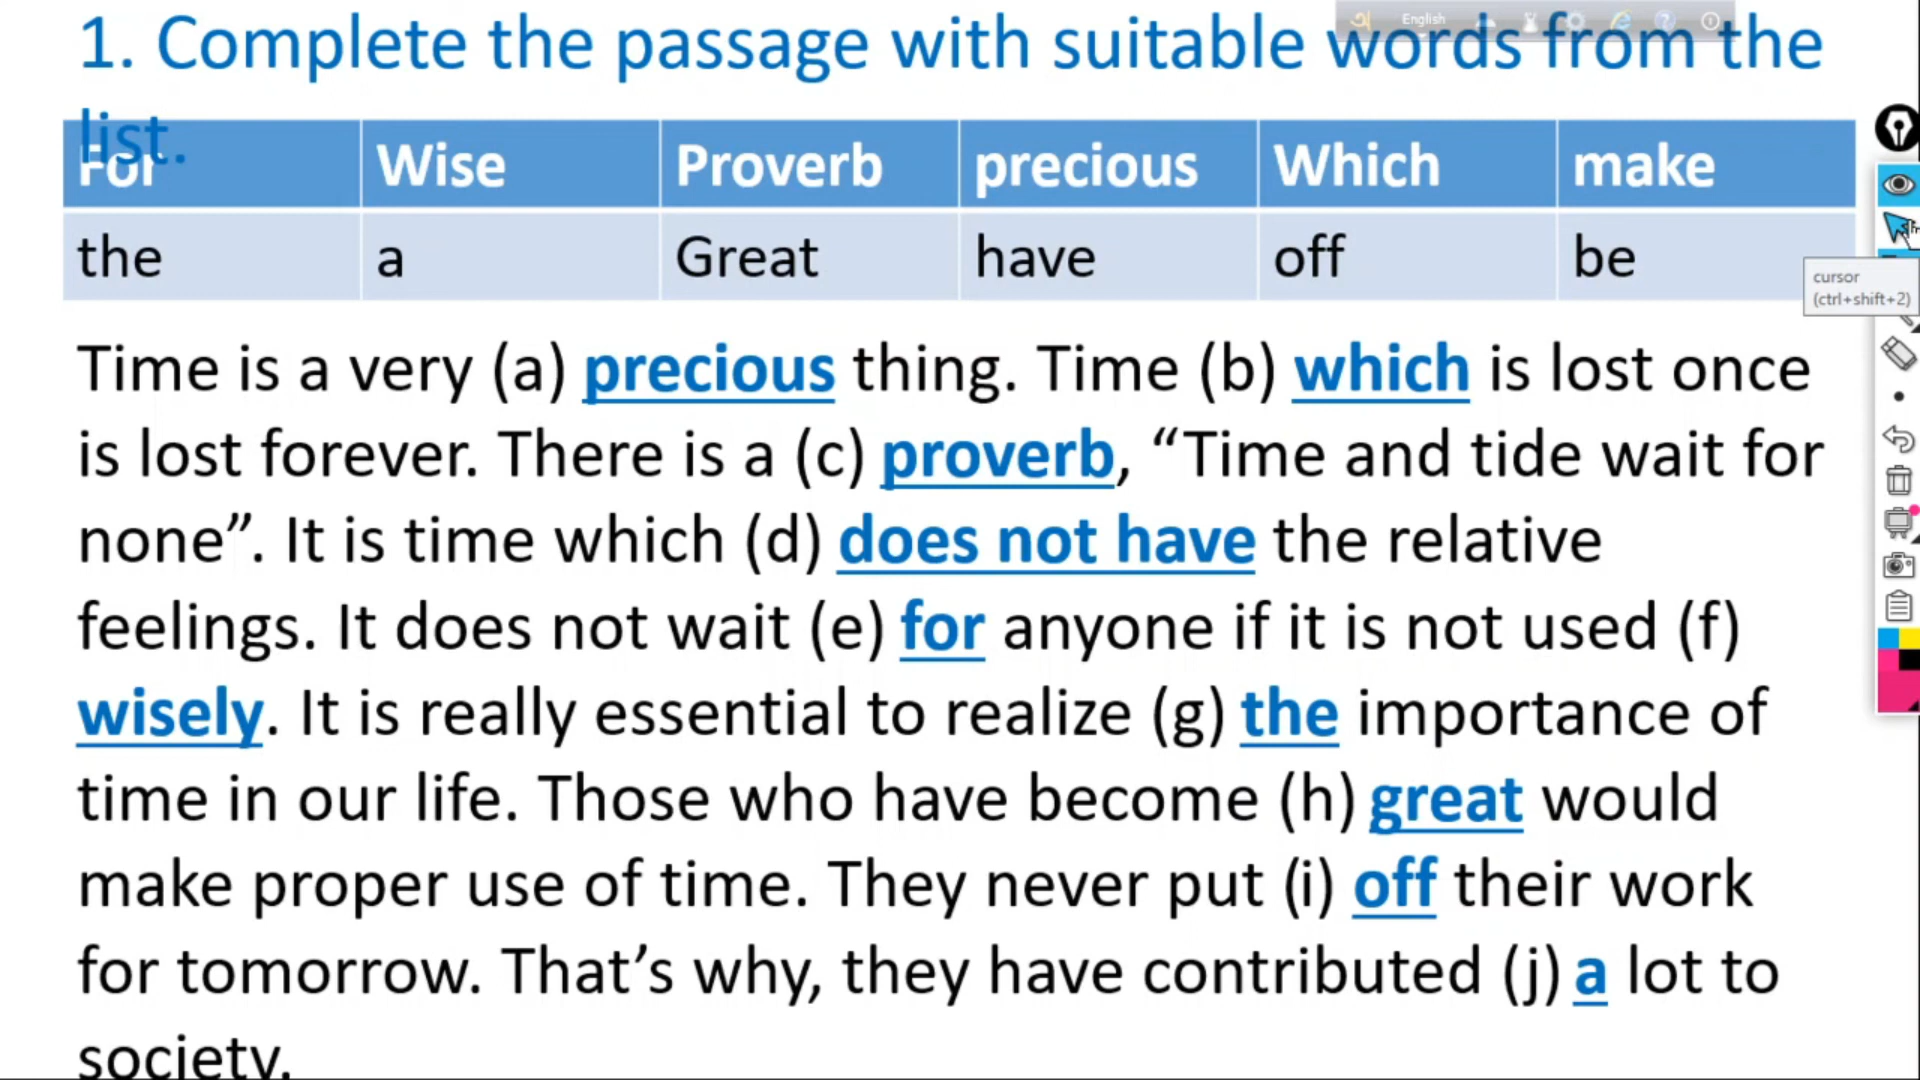 English
1. Complete the passage with suitable words from the
list.
For Wise Proverb precious Which make
the a Great have off be
cursor
(ctrl+shift+2)
Time is a very (a) precious thing. Time (b) which is lost once
is lost forever. There is a (c) proverb, “Time and tide wait for
none”. It is time which (d) does not have the relative
feelings. It does not wait (e) for anyone if it is not used (f)
wisely. It is really essential to realize (g) the importance of
time in our life. Those who have become (h) great would
make proper use of time. They never put (i) off their work
for tomorrow. That’s why, they have contributed (j) a lot to
society.